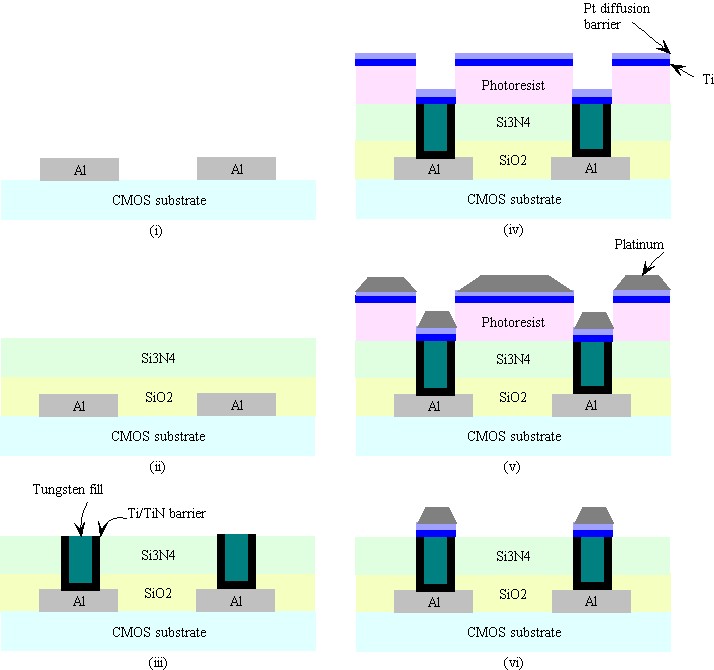 Al
Al
CMOS substrate
(i)
Si3N4
SiO2
Al
Al
CMOS substrate
(ii)
Tungsten fill
Ti/TiN barrier
Si3N4
SiO2
Al
Al
CMOS substrate
(iii)
Pt diffusion
barrier
Ti
Photoresist
Si3N4
SiO2
Al
Al
CMOS substrate
(iv)
Platinum
Photoresist
Si3N4
SiO2
Al
Al
CMOS substrate
(v)
Si3N4
SiO2
Al
Al
CMOS substrate
(vi)